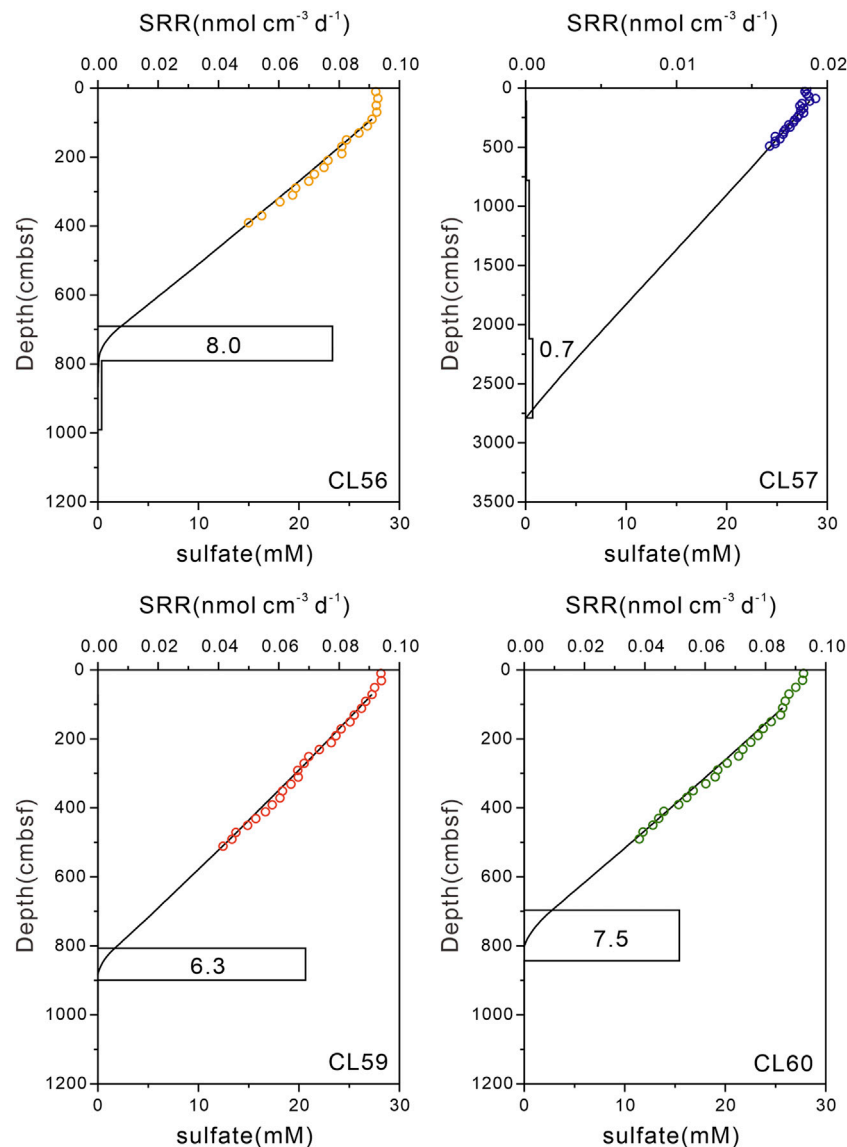 SRR(nmol cm⁻³ d⁻¹)
0.00 0.02 0.04 0.06 0.08 0.100
0
200
400
600
800
1000
1200
Depth(cmbsf)
8.0
CL56
0 10 20 30
sulfate(mM)
SRR(nmol cm⁻³ d⁻¹)
0.00 0.01 0.02
0
500
1000
1500
2000
2500
3000
3500
Depth(cmbsf)
0.7
CL57
0 10 20 30
sulfate(mM)
SRR(nmol cm⁻³ d⁻¹)
0.00 0.02 0.04 0.06 0.08 0.10
0
200
400
600
800
1000
1200
Depth(cmbsf)
6.3
CL59
0 10 20 30
sulfate(mM)
SRR(nmol cm⁻³ d⁻¹)
0.00 0.02 0.04 0.06 0.08 0.10
0
200
400
600
800
1000
1200
Depth(cmbsf)
7.5
CL60
0 10 20 30
sulfate(mM)